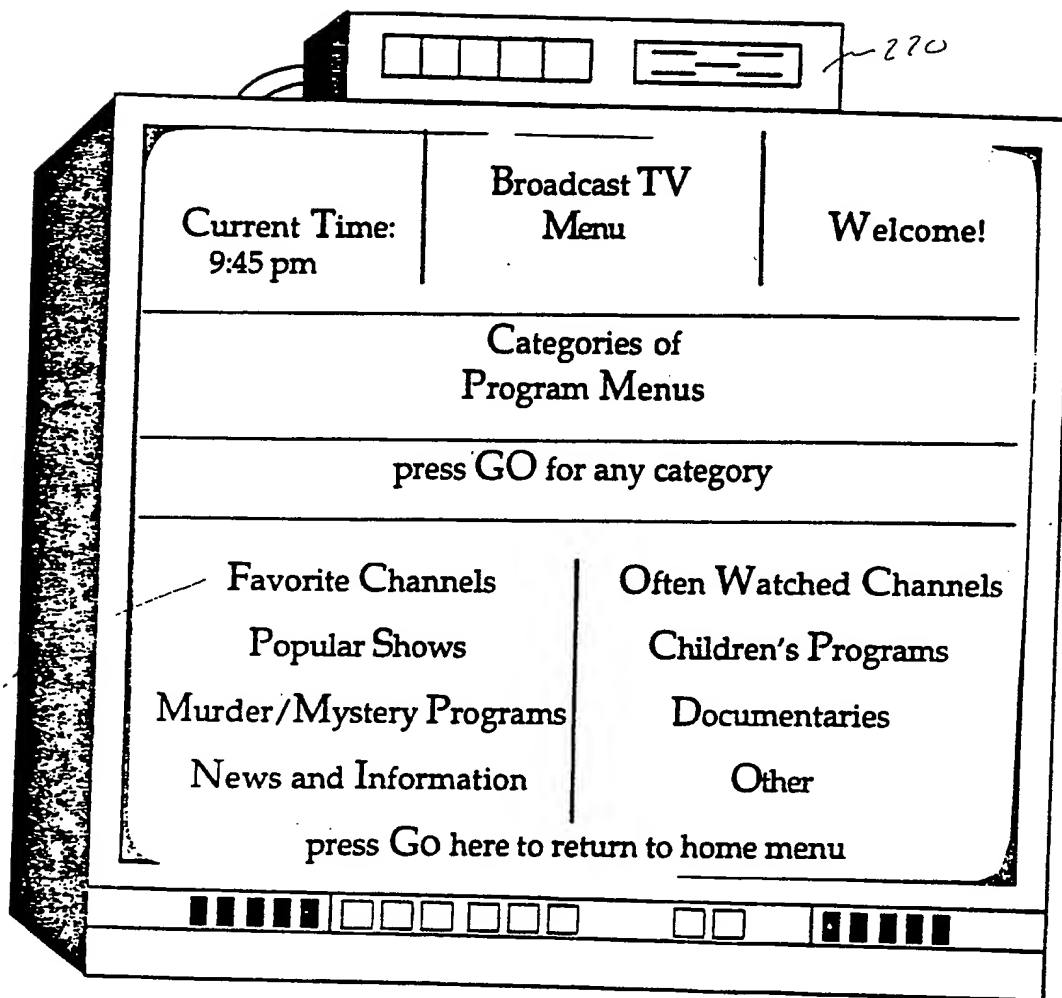 220
Broadcast TV
Menu
Current Time:
9:45 pm
Welcome!
Categories of
Program Menus
press GO for any category
Favorite Channels
Often Watched Channels
Popular Shows
Children's Programs
Murder/Mystery Programs
Documentaries
News and Information
Other
press Go here to return to home menu